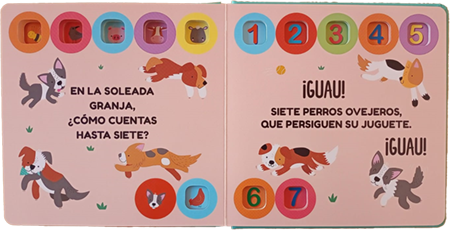 EN LA SOLEADA
GRANJA,
¿CÓMO CUENTAS
HASTA SIETE?
1 2 3 4 5
¡GUAU!
SIETE PERROS OVEJEROS,
QUE PERSIGUEN SU JUGUETE.
¡GUAU!
6 7